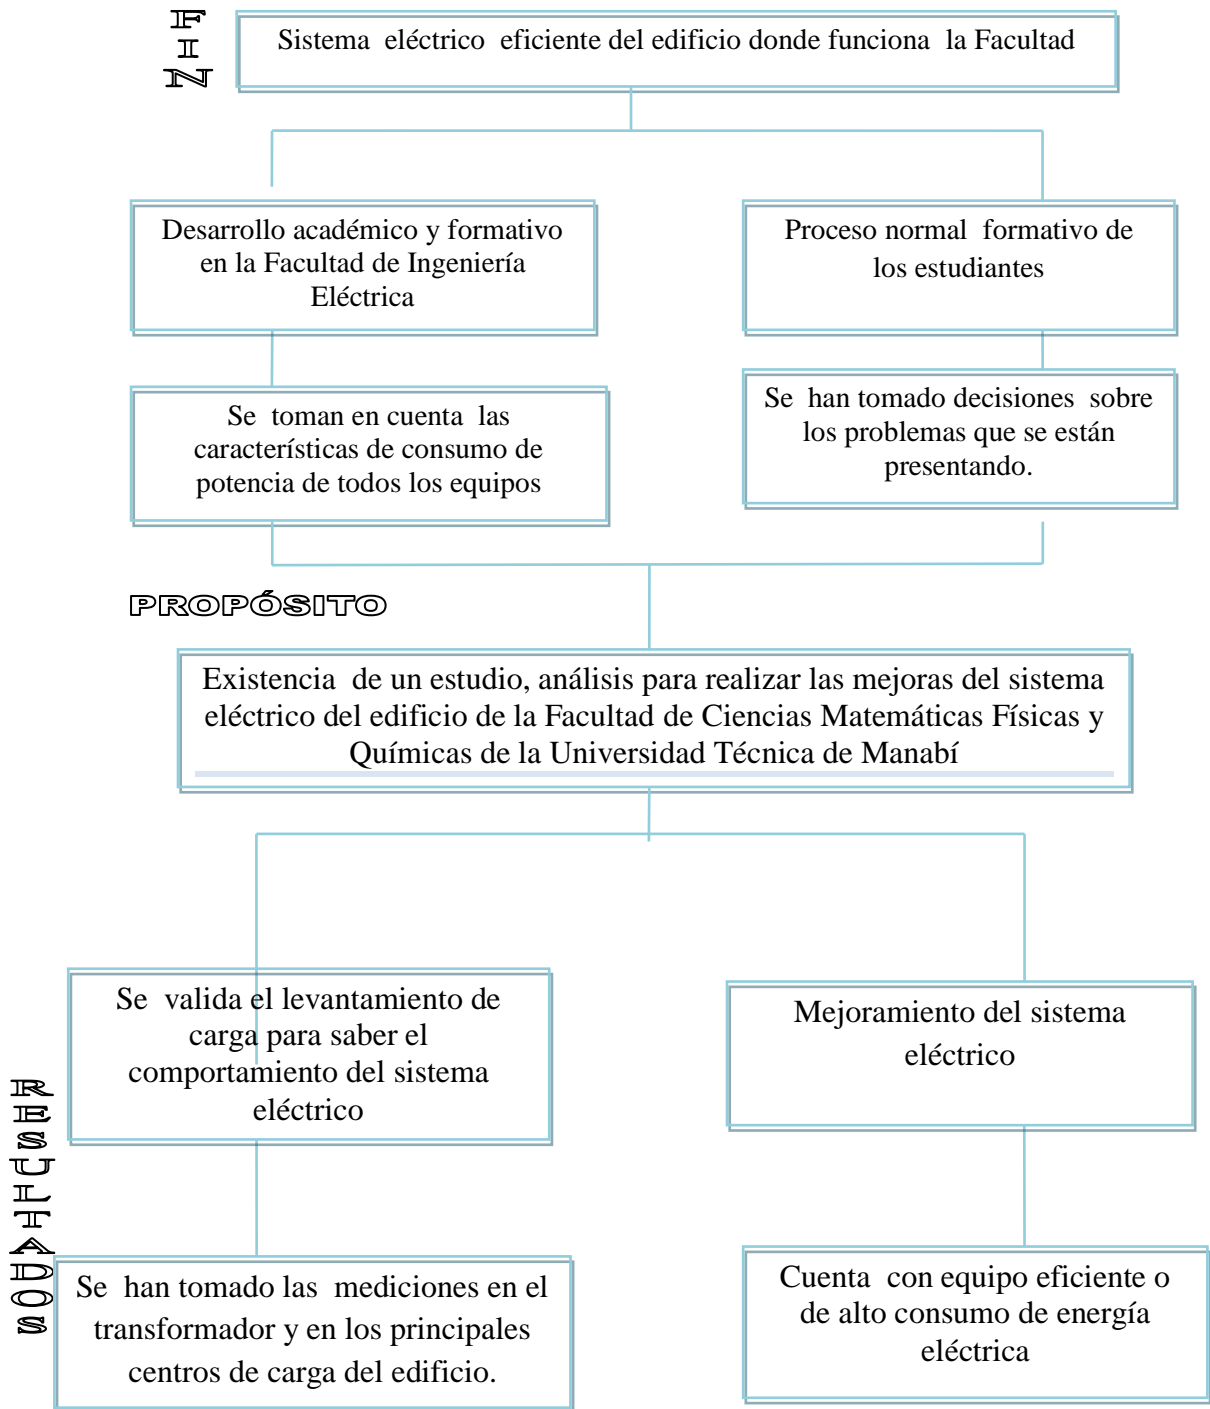 FIN
Sistema eléctrico eficiente del edificio donde funciona la Facultad
Desarrollo académico y formativo
en la Facultad de Ingeniería
Eléctrica
Proceso normal formativo de
los estudiantes
Se toman en cuenta las
características de consumo de
potencia de todos los equipos
Se han tomado decisiones sobre
los problemas que se están
presentando.
PROPÓSITO
Existencia de un estudio, análisis para realizar las mejoras del sistema
eléctrico del edificio de la Facultad de Ciencias Matemáticas Físicas y
Químicas de la Universidad Técnica de Manabí
RESULTADOS
Se valida el levantamiento de
carga para saber el
comportamiento del sistema
eléctrico
Mejoramiento del sistema
eléctrico
Se han tomado las mediciones en el
transformador y en los principales
centros de carga del edificio.
Cuenta con equipo eficiente o
de alto consumo de energía
eléctrica